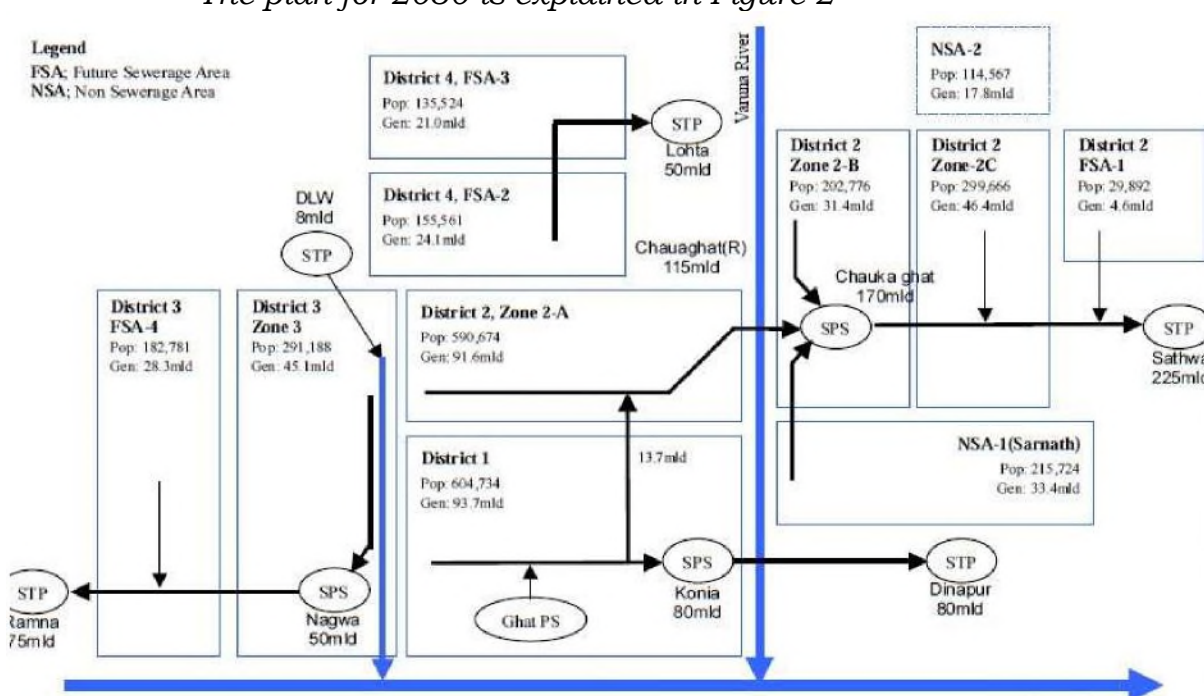 The plan for 2030 is explained in Figure 2
Legend
FSA; Future Sewerage Area
NSA; Non Sewerage Area
District 4, FSA-3
Pop: 135,524
Gen: 21.0mld
STP
Lohta
50mld
District 4, FSA-2
Pop: 155,561
Gen: 24.1mld
DLW
8mld
STP
Varuna River
NSA-2
Pop: 114,567
Gen: 17.8mld
District 2
Zone 2-B
Pop: 202,776
Gen: 31.4mld
District 2
Zone-2C
Pop: 299,666
Gen: 46.4mld
District 2
FSA-1
Pop: 29,892
Gen: 4.6mld
Chauaghat(R)
115mld
Chauka ghat
170mld
SPS
STP
Sathwa
225mld
District 3
FSA-4
Pop: 182,781
Gen: 28.3mld
District 3
Zone 3
Pop: 291,188
Gen: 45.1mld
District 2, Zone 2-A
Pop: 590,674
Gen: 91.6mld
District 1
Pop: 604,734
Gen: 93.7mld
13.7mld
NSA-1(Sarnath)
Pop: 215,724
Gen: 33.4mld
STP
Ramna
75mld
SPS
Nagwa
50mld
Ghat PS
SPS
Konia
80mld
STP
Dinapur
80mld